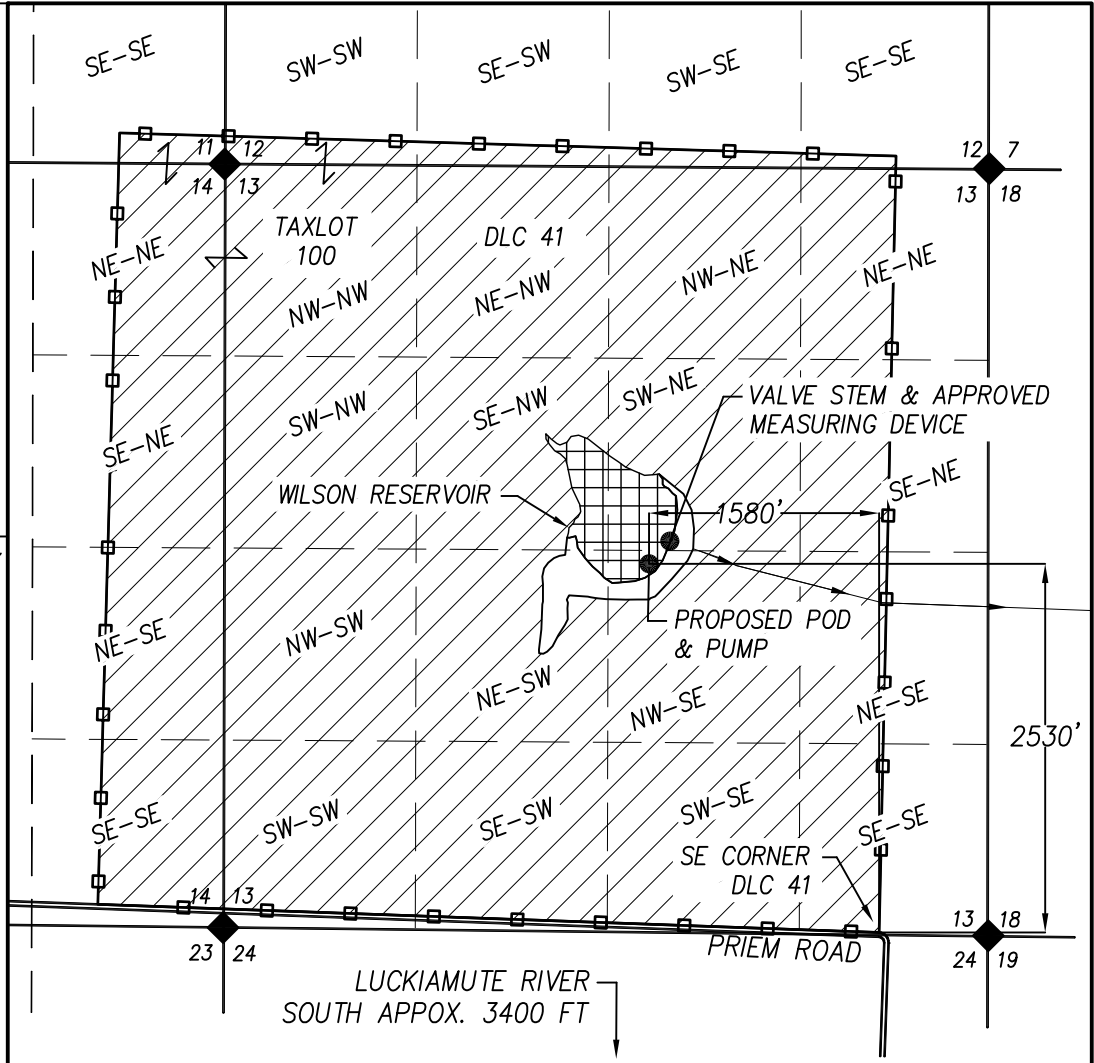 SE-SE
SW-SW
SE-SW
SW-SE
SE-SE
11 12
14 13
12 7
13 18
TAXLOT
100
DLC 41
NE-NE
NW-NW
NE-NW
NW-NE
NE-NE
SE-NE
SW-NW
SE-NW
SW-NE
VALVE STEM & APPROVED
MEASURING DEVICE
SE-NE
WILSON RESERVOIR
1580'
PROPOSED POD
& PUMP
NE-SE
NW-SW
NE-SW
NW-SE
NE-SE
2530'
SE-SE
SW-SW
SE-SW
SW-SE
SE-SE
SE CORNER
DLC 41
14 13
23 24
13 18
24 19
PRIEM ROAD
LUCKIAMUTE RIVER
SOUTH APPOX. 3400 FT